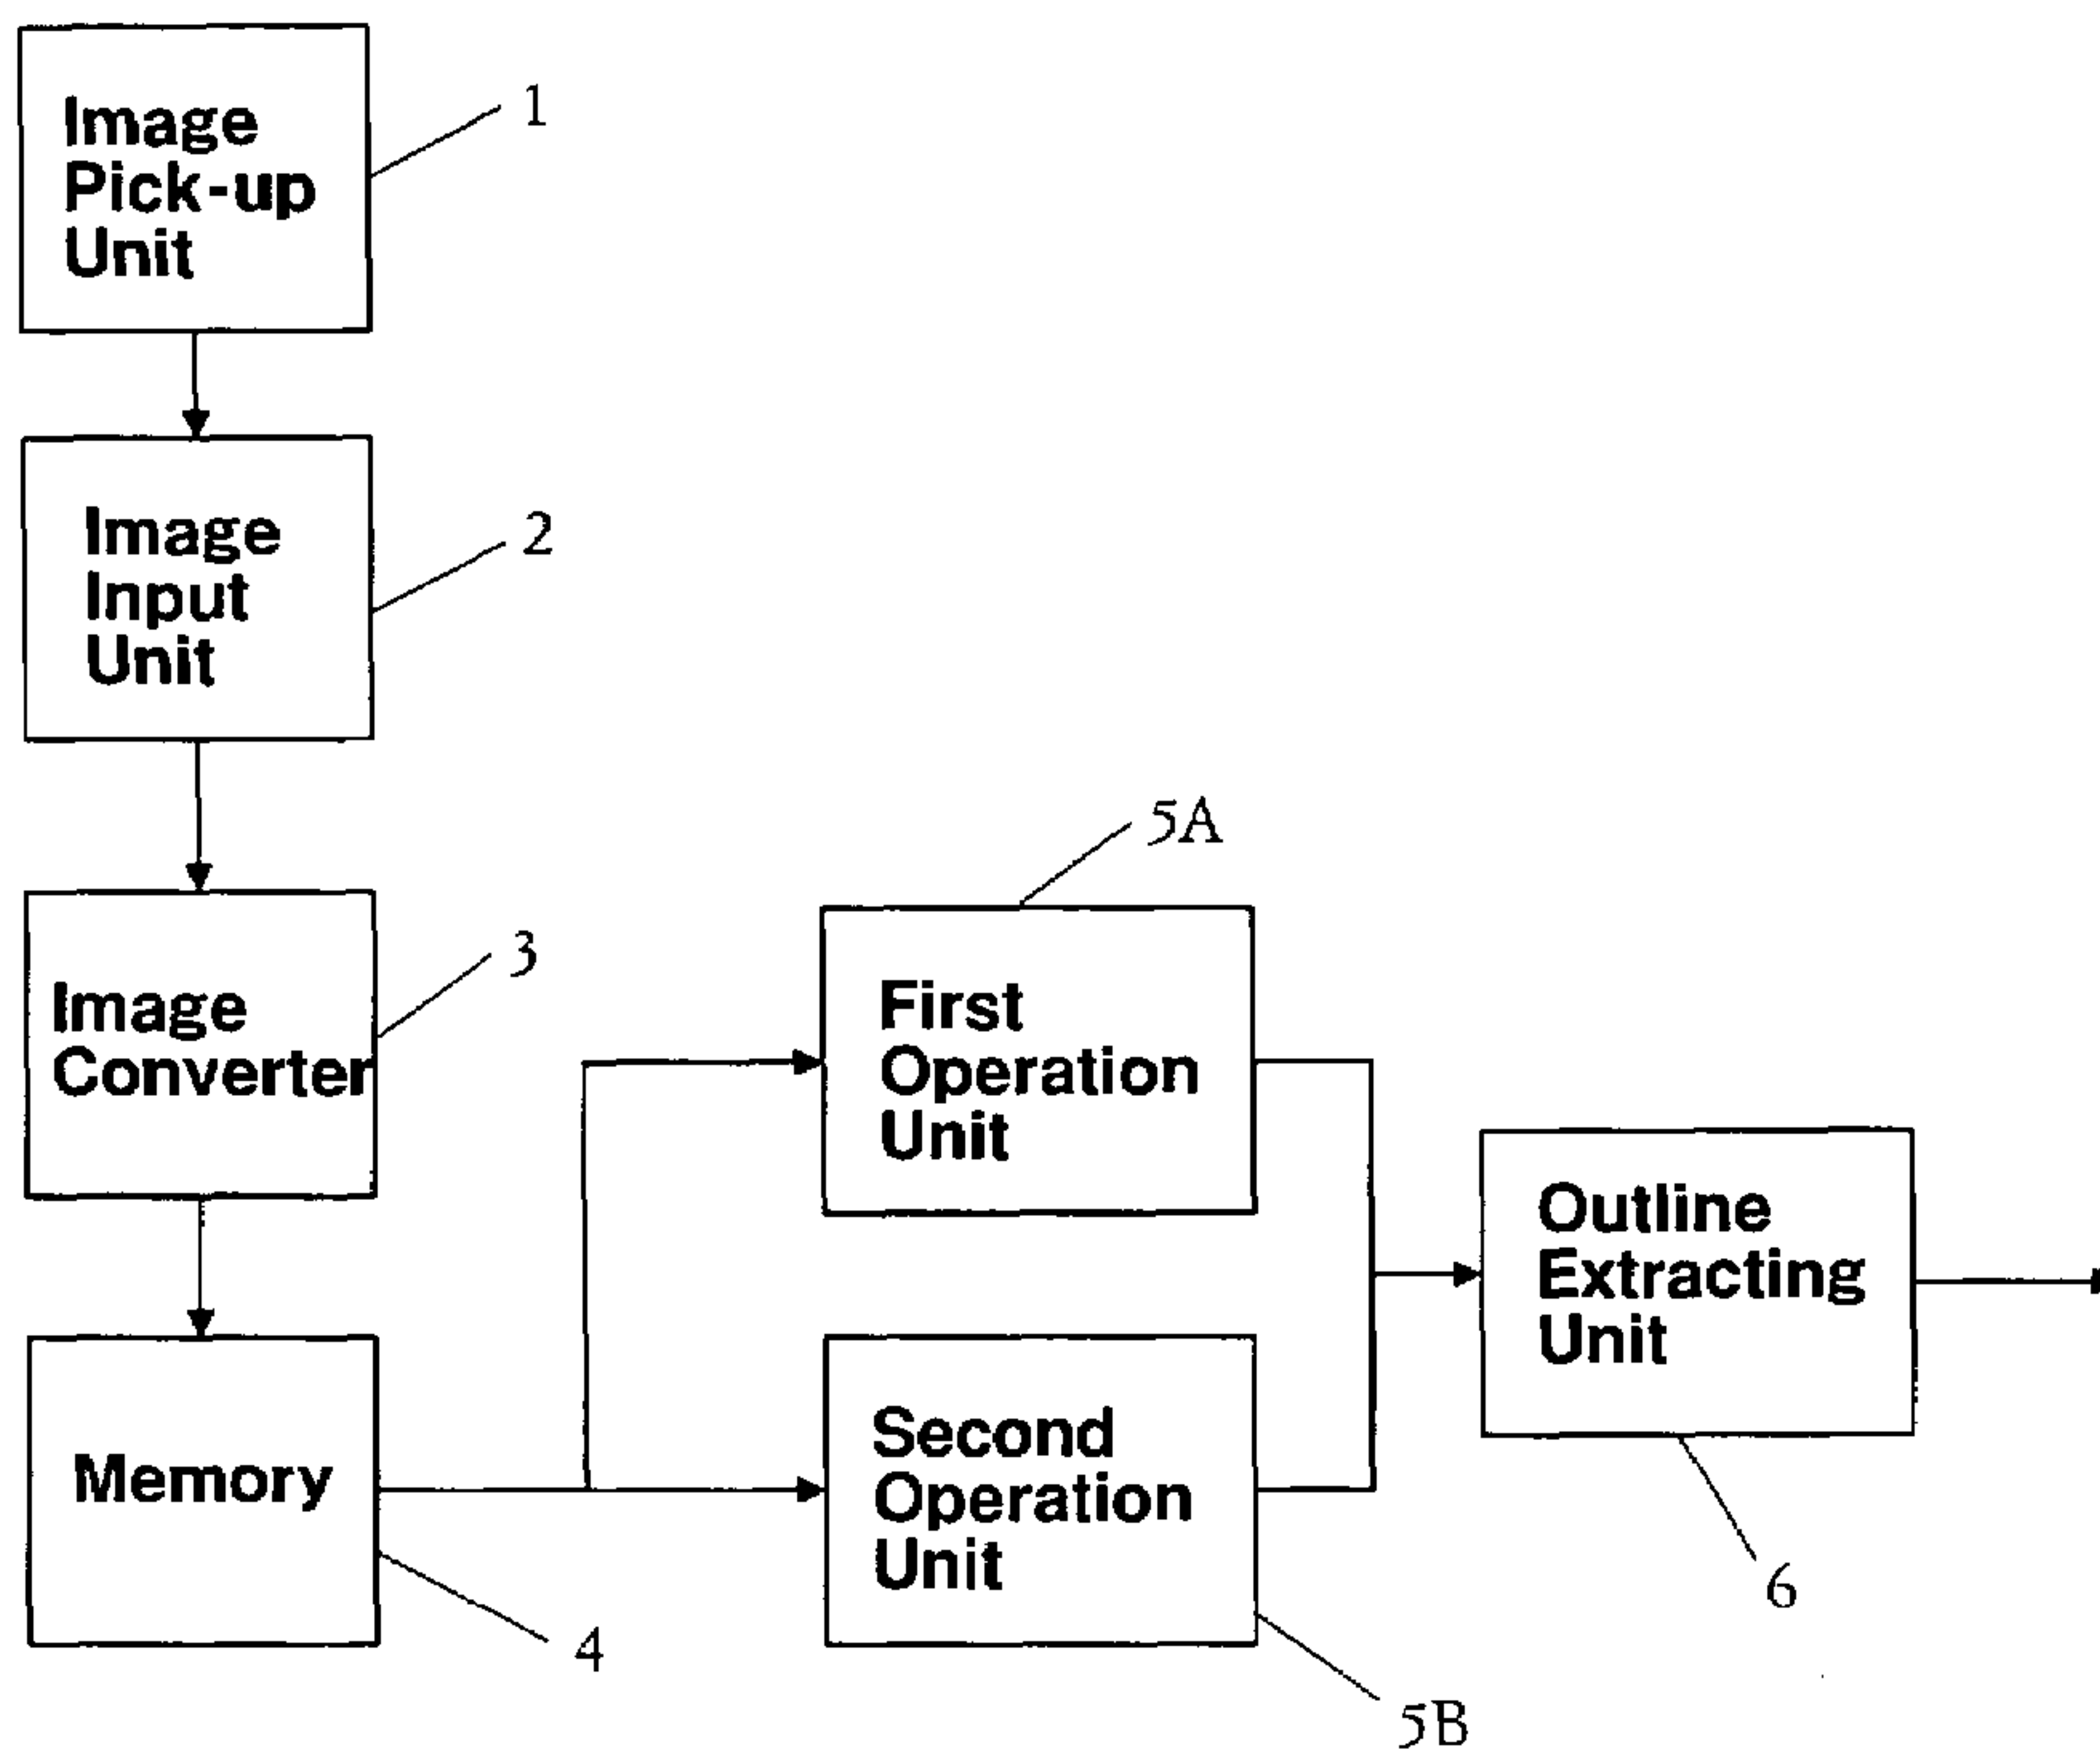 Image
Pick-up
Unit
1
Image
Input
Unit
2
Image
Converter
3
Memory
4
5A
First
Operation
Unit
Second
Operation
Unit
5B
Outline
Extracting
Unit
6